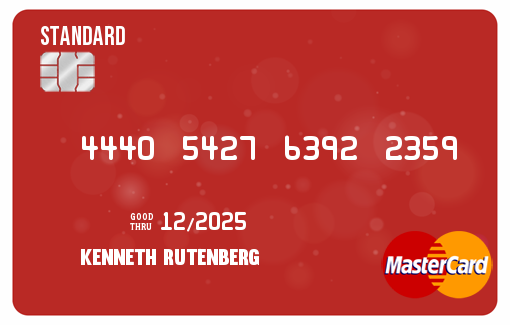 STANDARD
4440 5427 6392 2359
GOOD THRU 12/2025
KENNETH RUTENBERG
MasterCard